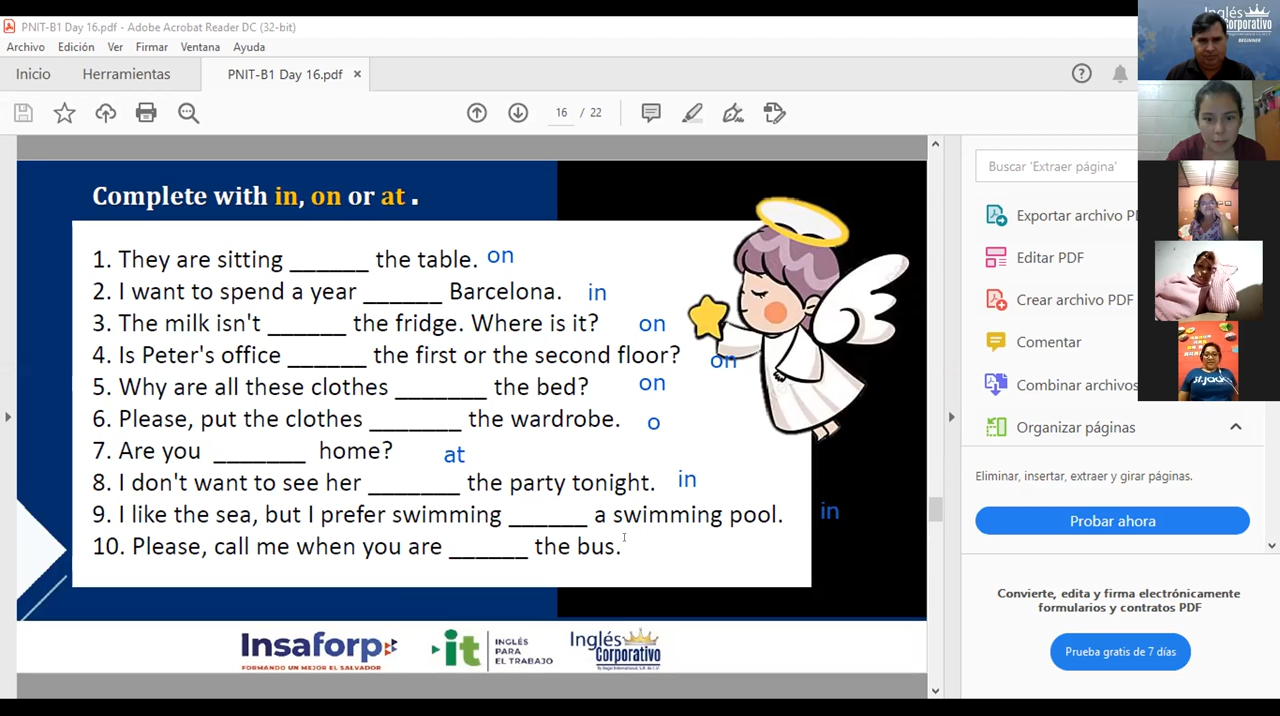 PNIT-B1 Day 16.pdf - Adobe Acrobat Reader DC (32-bit)
Archivo Edición Ver Firmar Ventana Ayuda
Inicio Herramientas PNIT-B1 Day 16.pdf ×
16 / 22
Complete with in, on or at .
1. They are sitting ______ the table. on
2. I want to spend a year ______ Barcelona. in
3. The milk isn't ______ the fridge. Where is it? on
4. Is Peter's office ______ the first or the second floor? on
5. Why are all these clothes _______ the bed? on
6. Please, put the clothes _______ the wardrobe. o
7. Are you _______ home? at
8. I don't want to see her _______ the party tonight. in
9. I like the sea, but I prefer swimming ______ a swimming pool. in
10. Please, call me when you are ______ the bus.
Insaforp
FORMANDO UN MEJOR EL SALVADOR
it
INGLÉS
PARA
EL TRABAJO
Inglés
Corporativo
Buscar 'Extraer página'
Exportar archivo PD
Editar PDF
Crear archivo PDF
Comentar
Combinar archivos
Organizar páginas
Eliminar, insertar, extraer y girar páginas.
Probar ahora
Convierte, edita y firma electrónicamente
formularios y contratos PDF
Prueba gratis de 7 días
Inglés
Corporativo
BEGINNER